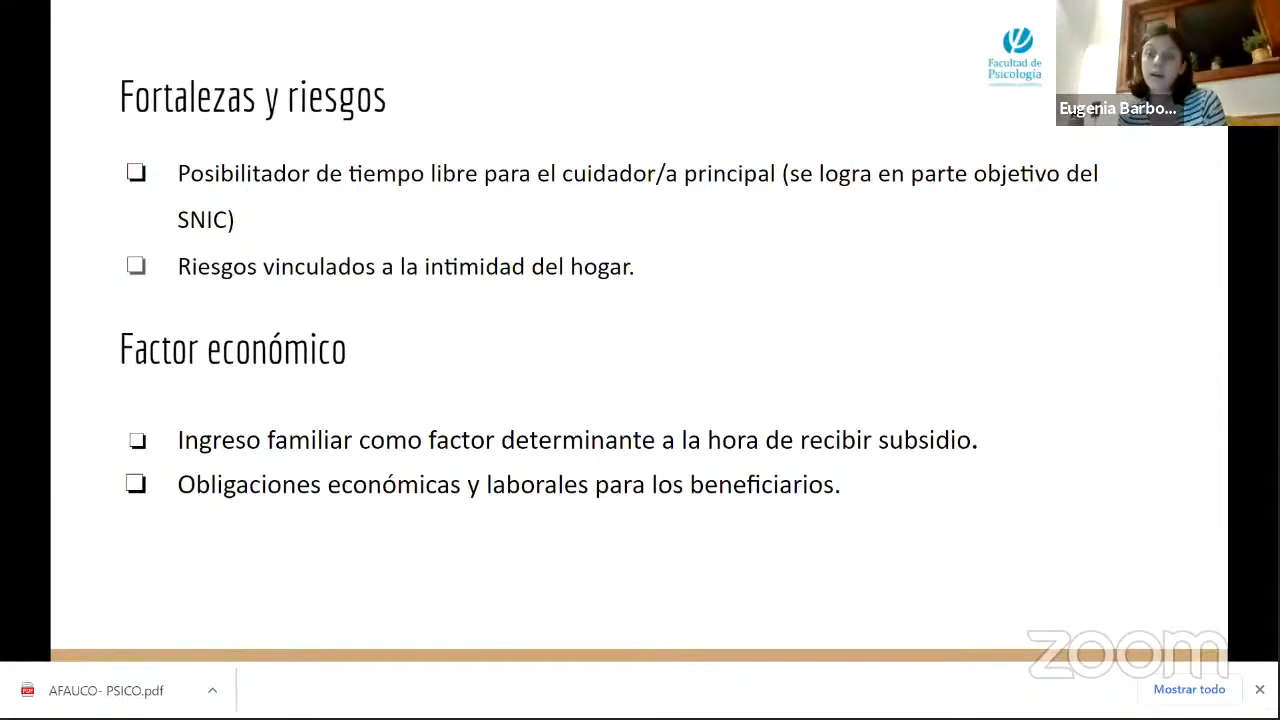 Facultad de
Psicología
Eugenia Barbo...
Fortalezas y riesgos
Posibilitador de tiempo libre para el cuidador/a principal (se logra en parte objetivo del
SNIC)
Riesgos vinculados a la intimidad del hogar.
Factor económico
Ingreso familiar como factor determinante a la hora de recibir subsidio.
Obligaciones económicas y laborales para los beneficiarios.
zoom
PDF
AFAUCO- PSICO.pdf
Mostrar todo